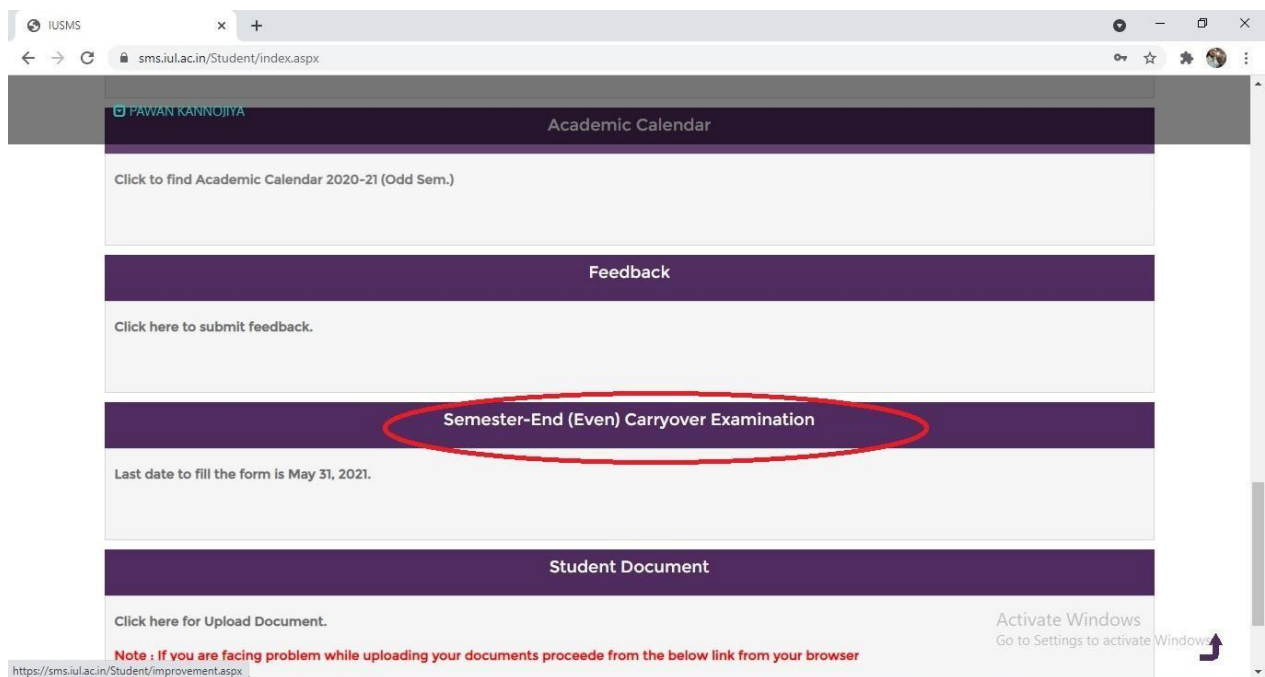 IUSMS
sms.iul.ac.in/Student/index.aspx
PAWAN KANNOJIYA
Academic Calendar
Click to find Academic Calendar 2020-21 (Odd Sem.)
Feedback
Click here to submit feedback.
Semester-End (Even) Carryover Examination
Last date to fill the form is May 31, 2021.
Student Document
Click here for Upload Document.
Activate Windows
Go to Settings to activate Windows.
Note : If you are facing problem while uploading your documents proceede from the below link from your browser
https://sms.iul.ac.in/Student/improvement.aspx